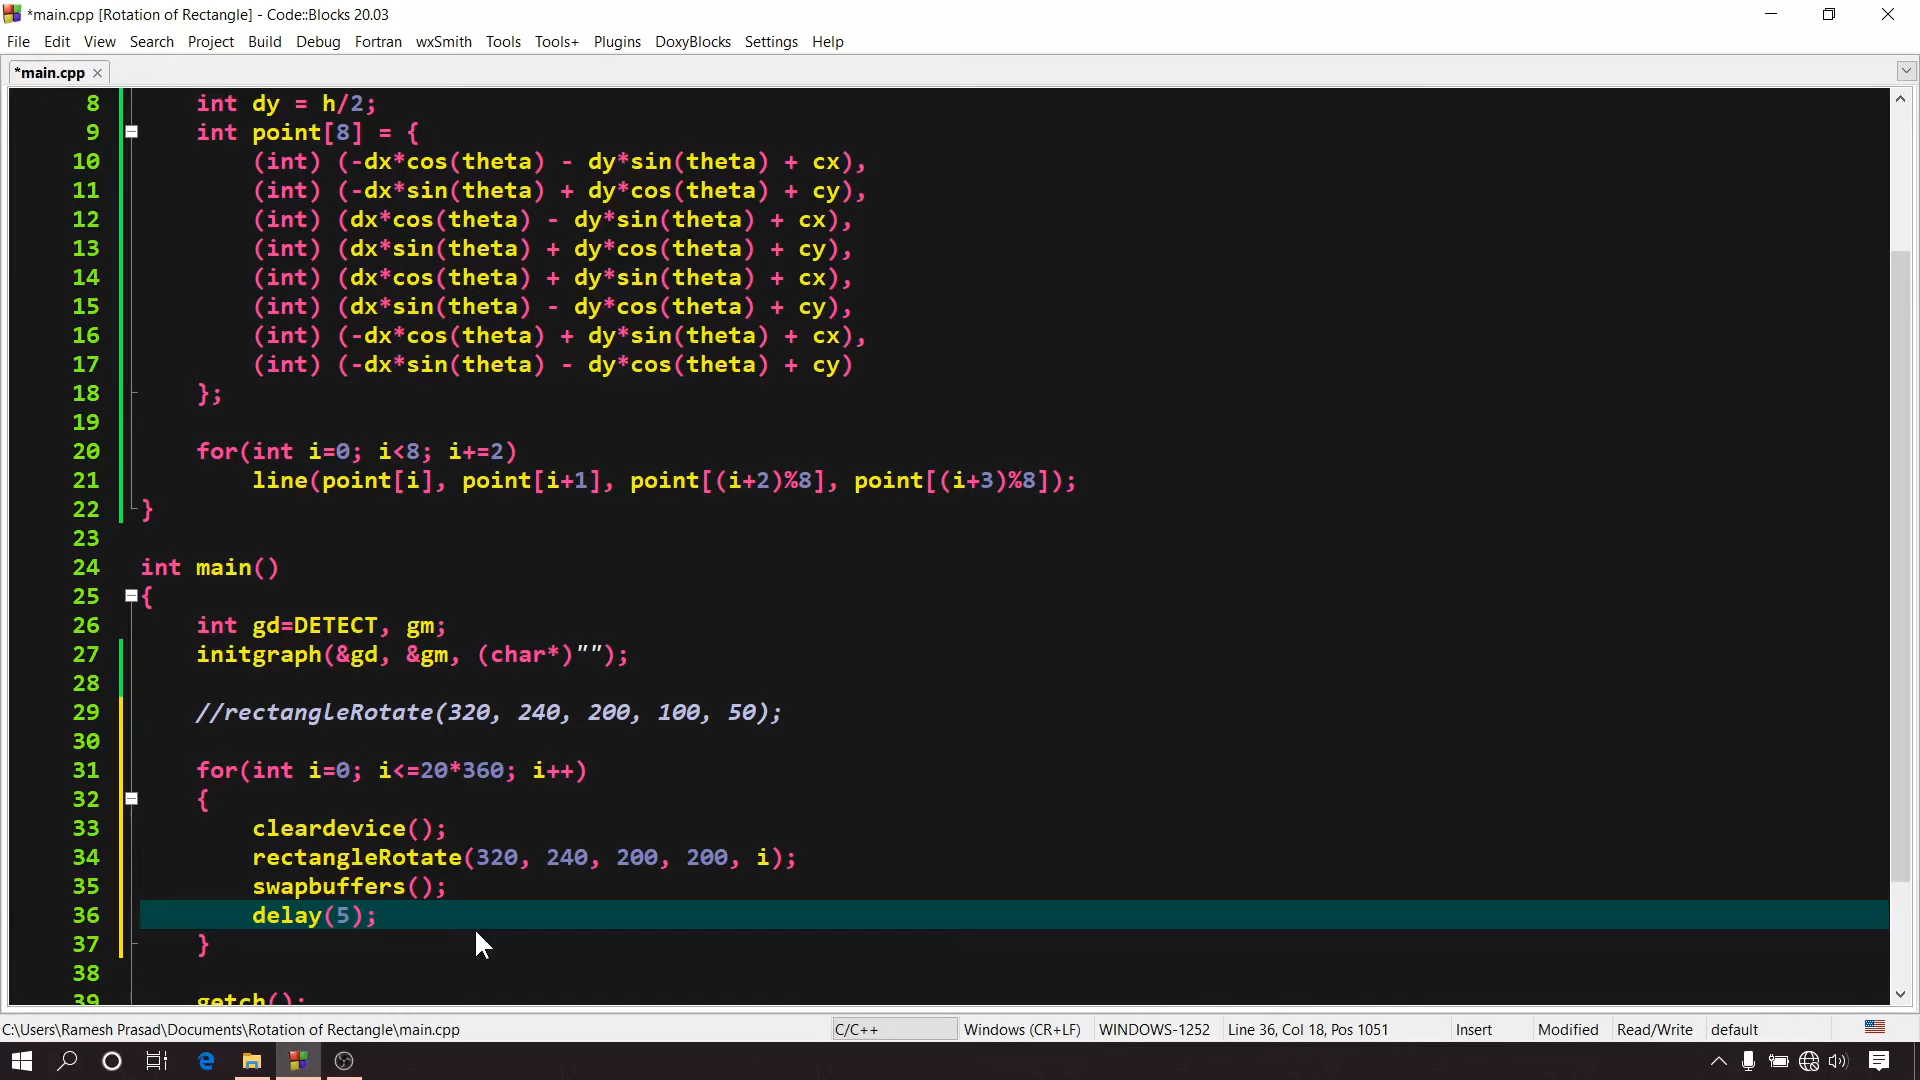 *main.cpp [Rotation of Rectangle] - Code::Blocks 20.03
File Edit View Search Project Build Debug Fortran wxSmith Tools Tools+ Plugins DoxyBlocks Settings Help
*main.cpp
8 int dy = h/2;
9 int point[8] = {
10 (int) (-dx*cos(theta) - dy*sin(theta) + cx),
11 (int) (-dx*sin(theta) + dy*cos(theta) + cy),
12 (int) (dx*cos(theta) - dy*sin(theta) + cx),
13 (int) (dx*sin(theta) + dy*cos(theta) + cy),
14 (int) (dx*cos(theta) + dy*sin(theta) + cx),
15 (int) (dx*sin(theta) - dy*cos(theta) + cy),
16 (int) (-dx*cos(theta) + dy*sin(theta) + cx),
17 (int) (-dx*sin(theta) - dy*cos(theta) + cy)
18 };
19
20 for(int i=0; i<8; i+=2)
21 line(point[i], point[i+1], point[(i+2)%8], point[(i+3)%8]);
22 }
23
24 int main()
25 {
26 int gd=DETECT, gm;
27 initgraph(&gd, &gm, (char*)"");
28
29 //rectangleRotate(320, 240, 200, 100, 50);
30
31 for(int i=0; i<=20*360; i++)
32 {
33 cleardevice();
34 rectangleRotate(320, 240, 200, 200, i);
35 swapbuffers();
36 delay(5);
37 }
38
39 getch();
C:\Users\Ramesh Prasad\Documents\Rotation of Rectangle\main.cpp C/C++ Windows (CR+LF) WINDOWS-1252 Line 36, Col 18, Pos 1051 Insert Modified Read/Write default